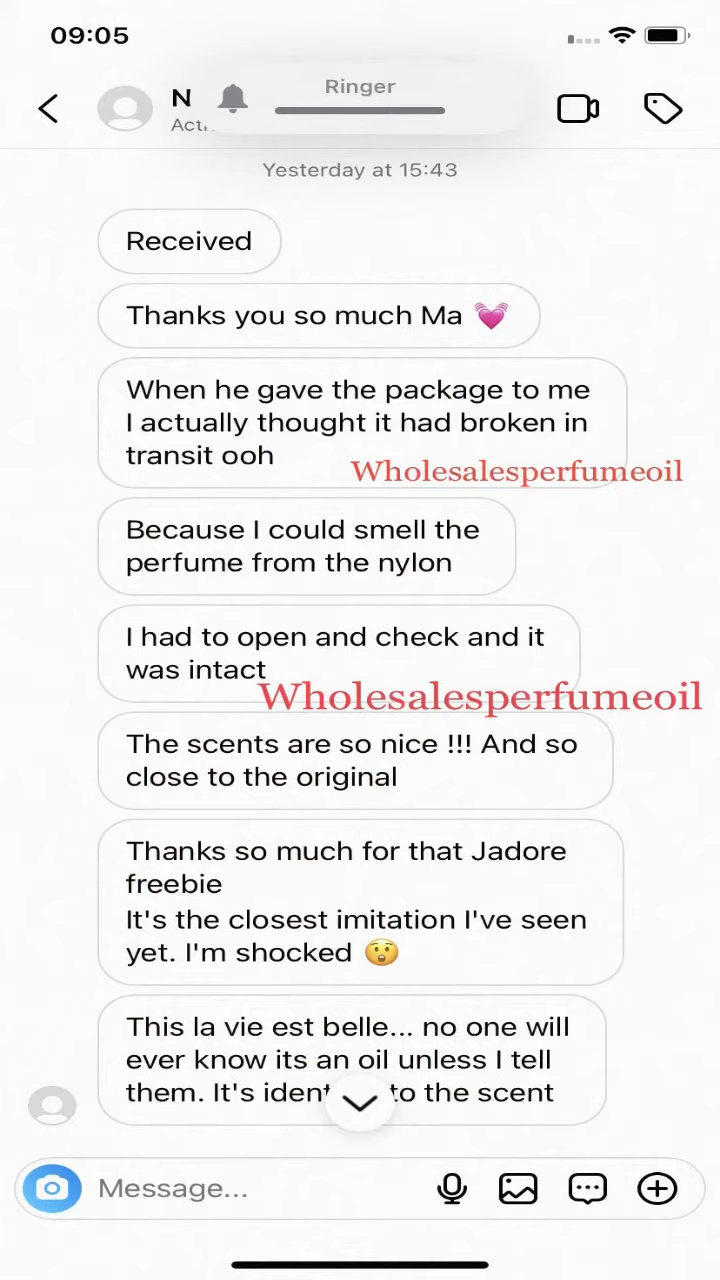 09:05
Ringer
N
Yesterday at 15:43
Received
Thanks you so much Ma 💓
When he gave the package to me
I actually thought it had broken in
transit ooh
Wholesalesperfumeoil
Because I could smell the
perfume from the nylon
I had to open and check and it
was intact
Wholesalesperfumeoil
The scents are so nice !!! And so
close to the original
Thanks so much for that Jadore
freebie
It's the closest imitation I've seen
yet. I'm shocked 😲
This la vie est belle... no one will
ever know its an oil unless I tell
them. It's to the scent
Message...